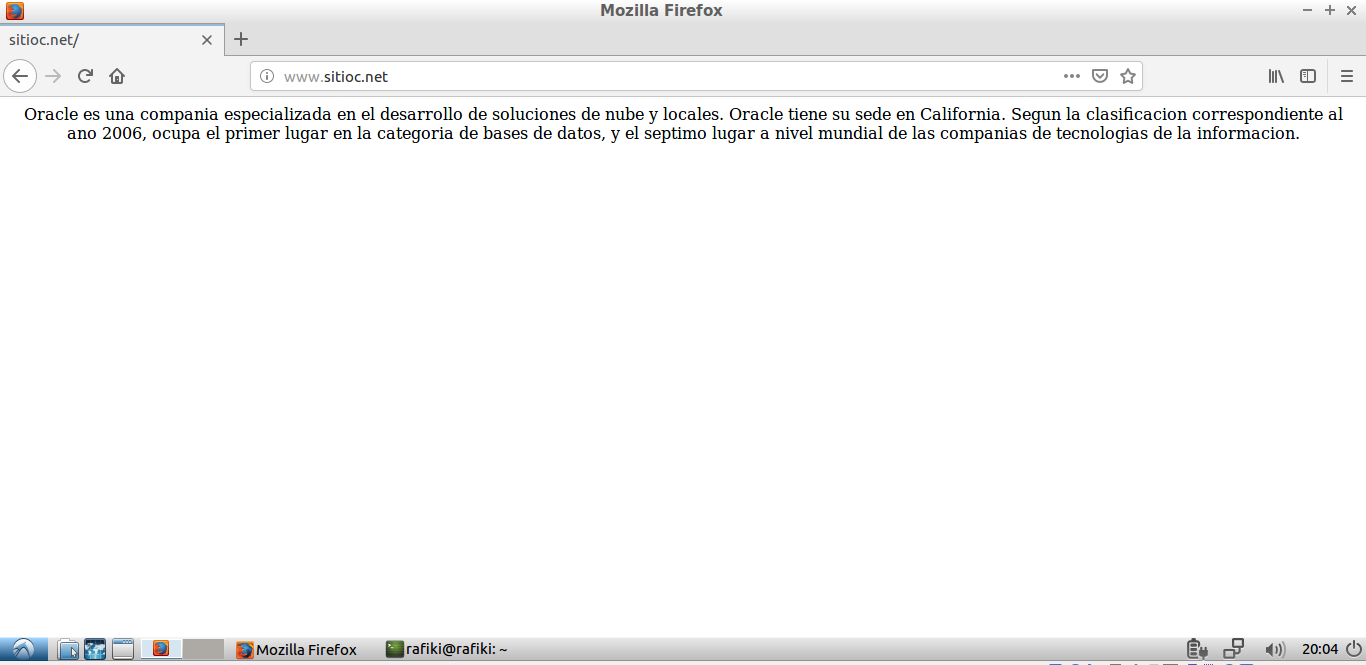 Mozilla Firefox
sitioc.net/
www.sitioc.net
Oracle es una compania especializada en el desarrollo de soluciones de nube y locales. Oracle tiene su sede en California. Segun la clasificacion correspondiente al
ano 2006, ocupa el primer lugar en la categoria de bases de datos, y el septimo lugar a nivel mundial de las companias de tecnologias de la informacion.
Mozilla Firefox
rafiki@rafiki: ~
20:04